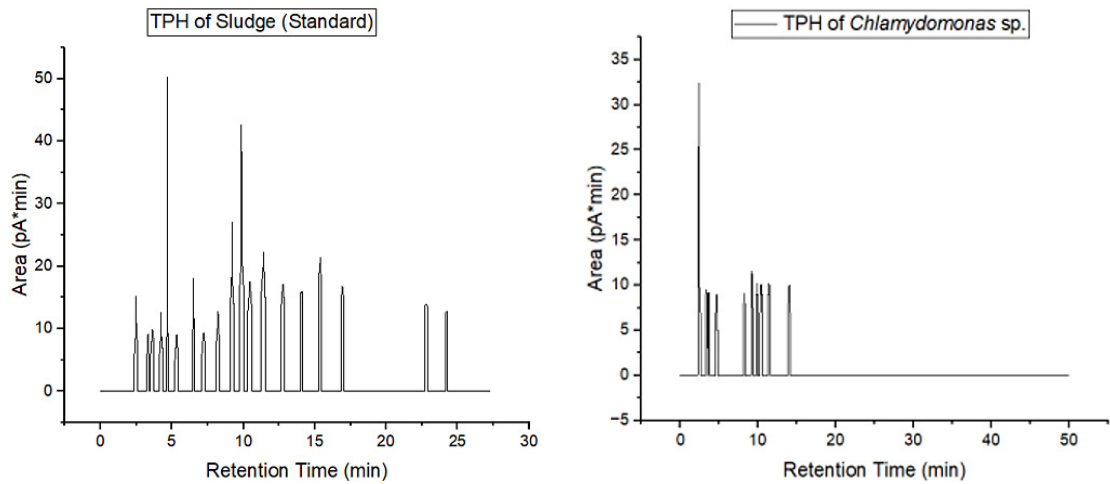 TPH of Sludge (Standard)
50
40
30
20
10
0
Area (pA*min)
0 5 10 15 20 25 30
Retention Time (min)
TPH of Chlamydomonas sp.
35
30
25
20
15
10
5
0
−5
Area (pA*min)
0 10 20 30 40 50
Retention Time (min)